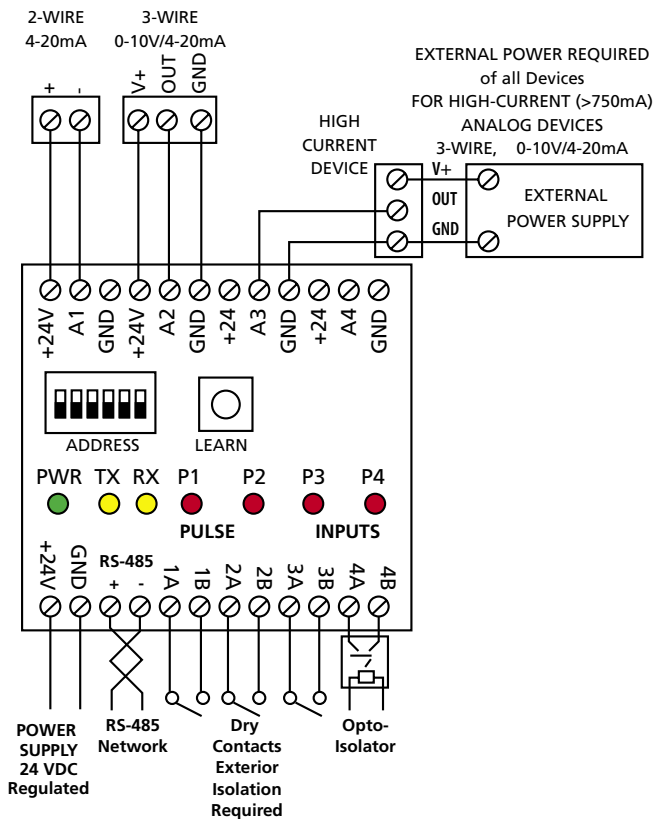 2-WIRE
4-20mA
+ -
3-WIRE
0-10V/4-20mA
V+ OUT GND
EXTERNAL POWER REQUIRED
of all Devices
FOR HIGH-CURRENT (>750mA)
ANALOG DEVICES
3-WIRE, 0-10V/4-20mA
HIGH
CURRENT
DEVICE
V+
OUT
GND
EXTERNAL
POWER SUPPLY
+24V A1 GND +24V A2 GND +24 A3 GND +24 A4 GND
ADDRESS
LEARN
PWR TX RX P1 P2 P3 P4
PULSE INPUTS
+24V GND RS-485 + - 1A 1B 2A 2B 3A 3B 4A 4B
POWER
SUPPLY
24 VDC
Regulated
RS-485
Network
Dry
Contacts
Exterior
Isolation
Required
Opto-
Isolator